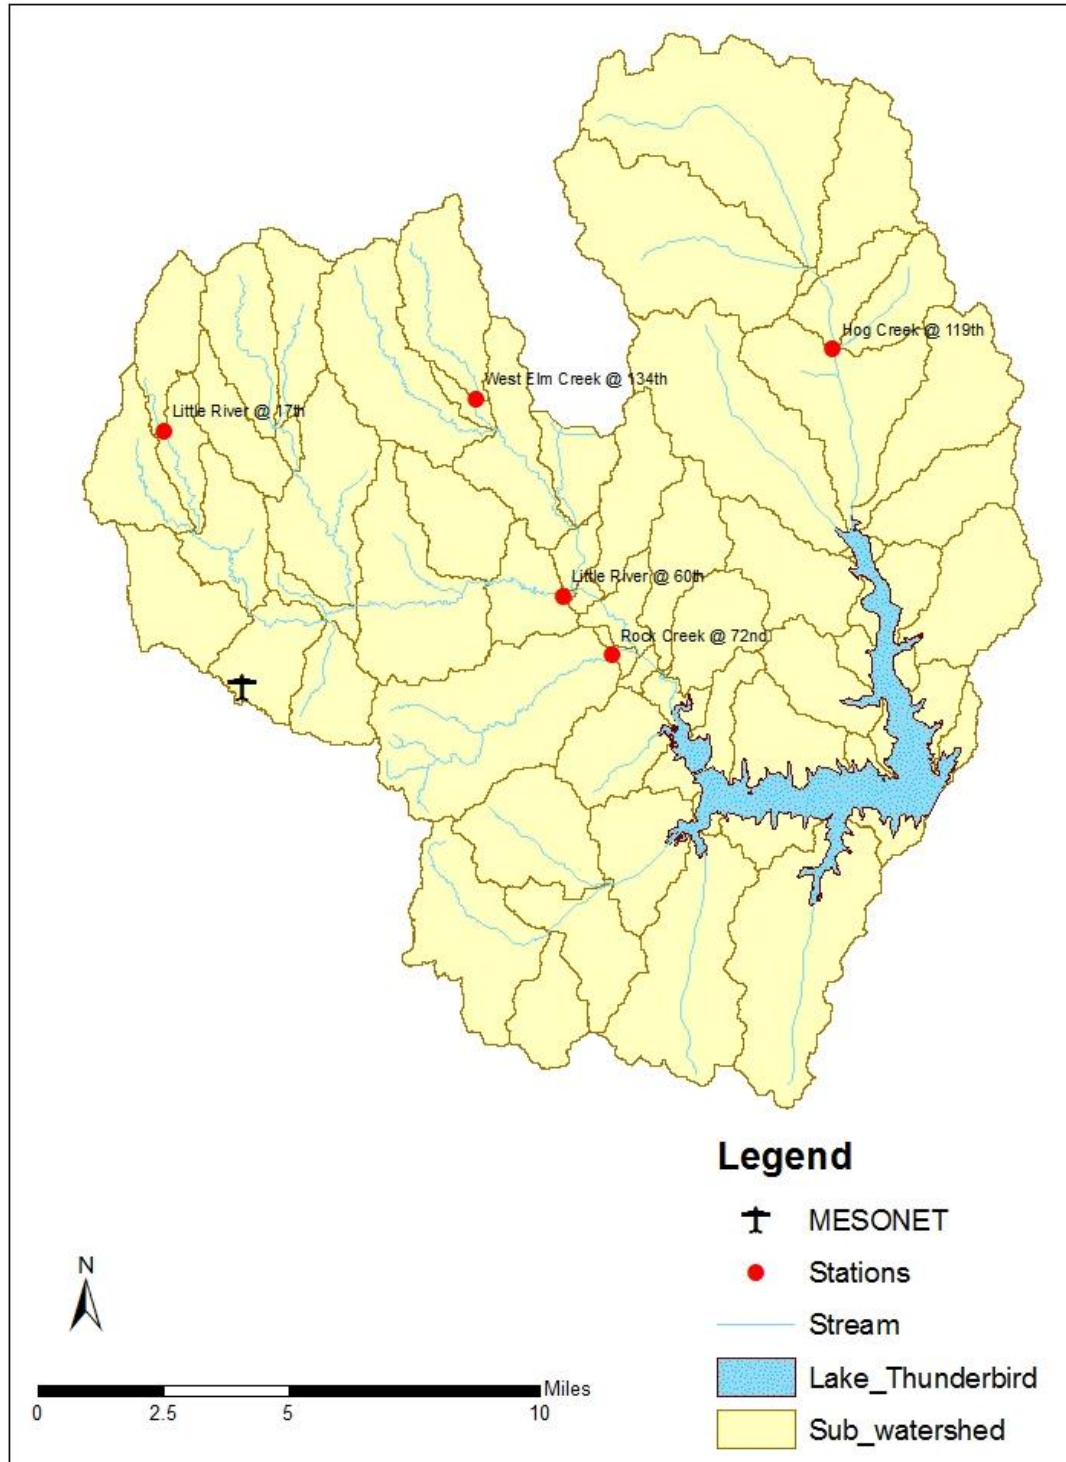 Hog Creek @ 119th
West Elm Creek @ 134th
Little River @ 17th
Little River @ 60th
Rock Creek @ 72nd
Legend
MESONET
Stations
Stream
Lake_Thunderbird
Sub_watershed
N
Miles
0 2.5 5 10